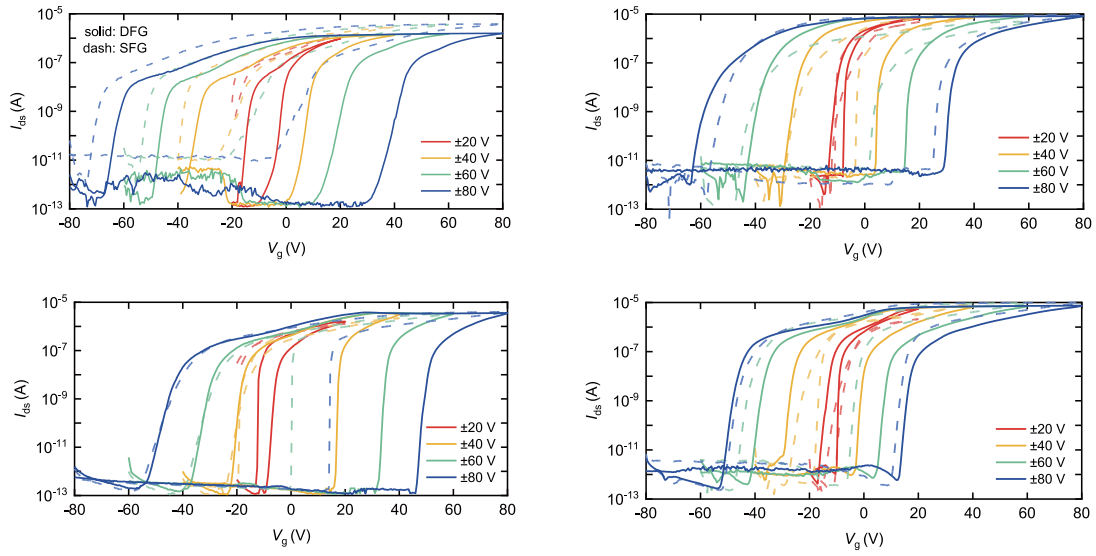 10⁻⁵
10⁻⁷
10⁻⁹
10⁻¹¹
10⁻¹³
I_ds (A)
solid: DFG
dash: SFG
±20 V
±40 V
±60 V
±80 V
-80 -60 -40 -20 0 20 40 60 80
V_g (V)
10⁻⁵
10⁻⁷
10⁻⁹
10⁻¹¹
10⁻¹³
I_ds (A)
±20 V
±40 V
±60 V
±80 V
-80 -60 -40 -20 0 20 40 60 80
V_g (V)
10⁻⁵
10⁻⁷
10⁻⁹
10⁻¹¹
10⁻¹³
I_ds (A)
±20 V
±40 V
±60 V
±80 V
-80 -60 -40 -20 0 20 40 60 80
V_g (V)
10⁻⁵
10⁻⁷
10⁻⁹
10⁻¹¹
10⁻¹³
I_ds (A)
±20 V
±40 V
±60 V
±80 V
-80 -60 -40 -20 0 20 40 60 80
V_g (V)